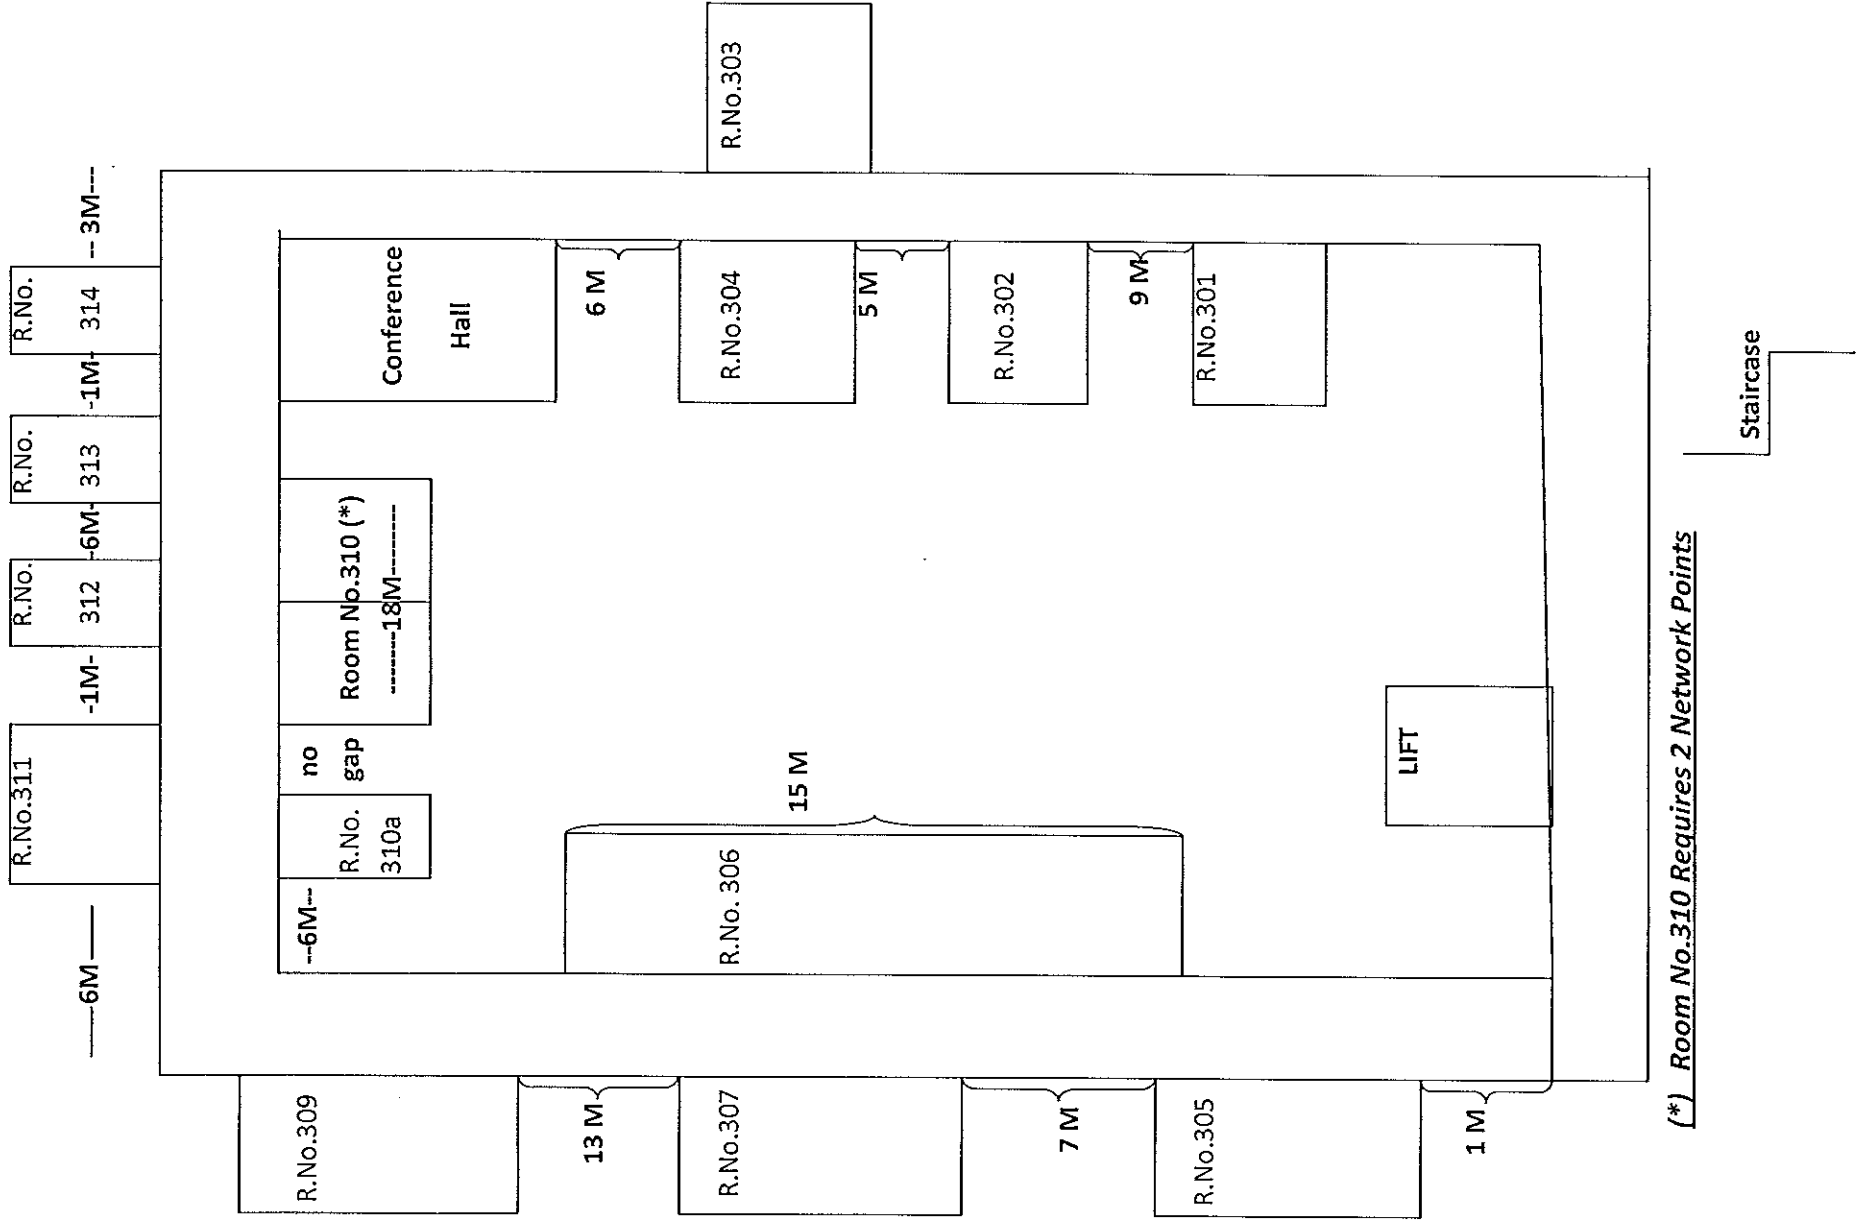 R.No.311
R.No.
312
R.No.
313
R.No.
314
-----6M------
-1M-
-6M-
-1M-
-- 3M---
R.No.303
--6M---
R.No.
310a
no
gap
Room No.310 (*)
--------18M--------
Conference
Hall
6 M
R.No.304
5 M
R.No.302
9 M
R.No.301
R.No.309
13 M
R.No.307
7 M
R.No.305
1 M
R.No. 306
15 M
LIFT
Staircase
(*) Room No.310 Requires 2 Network Points